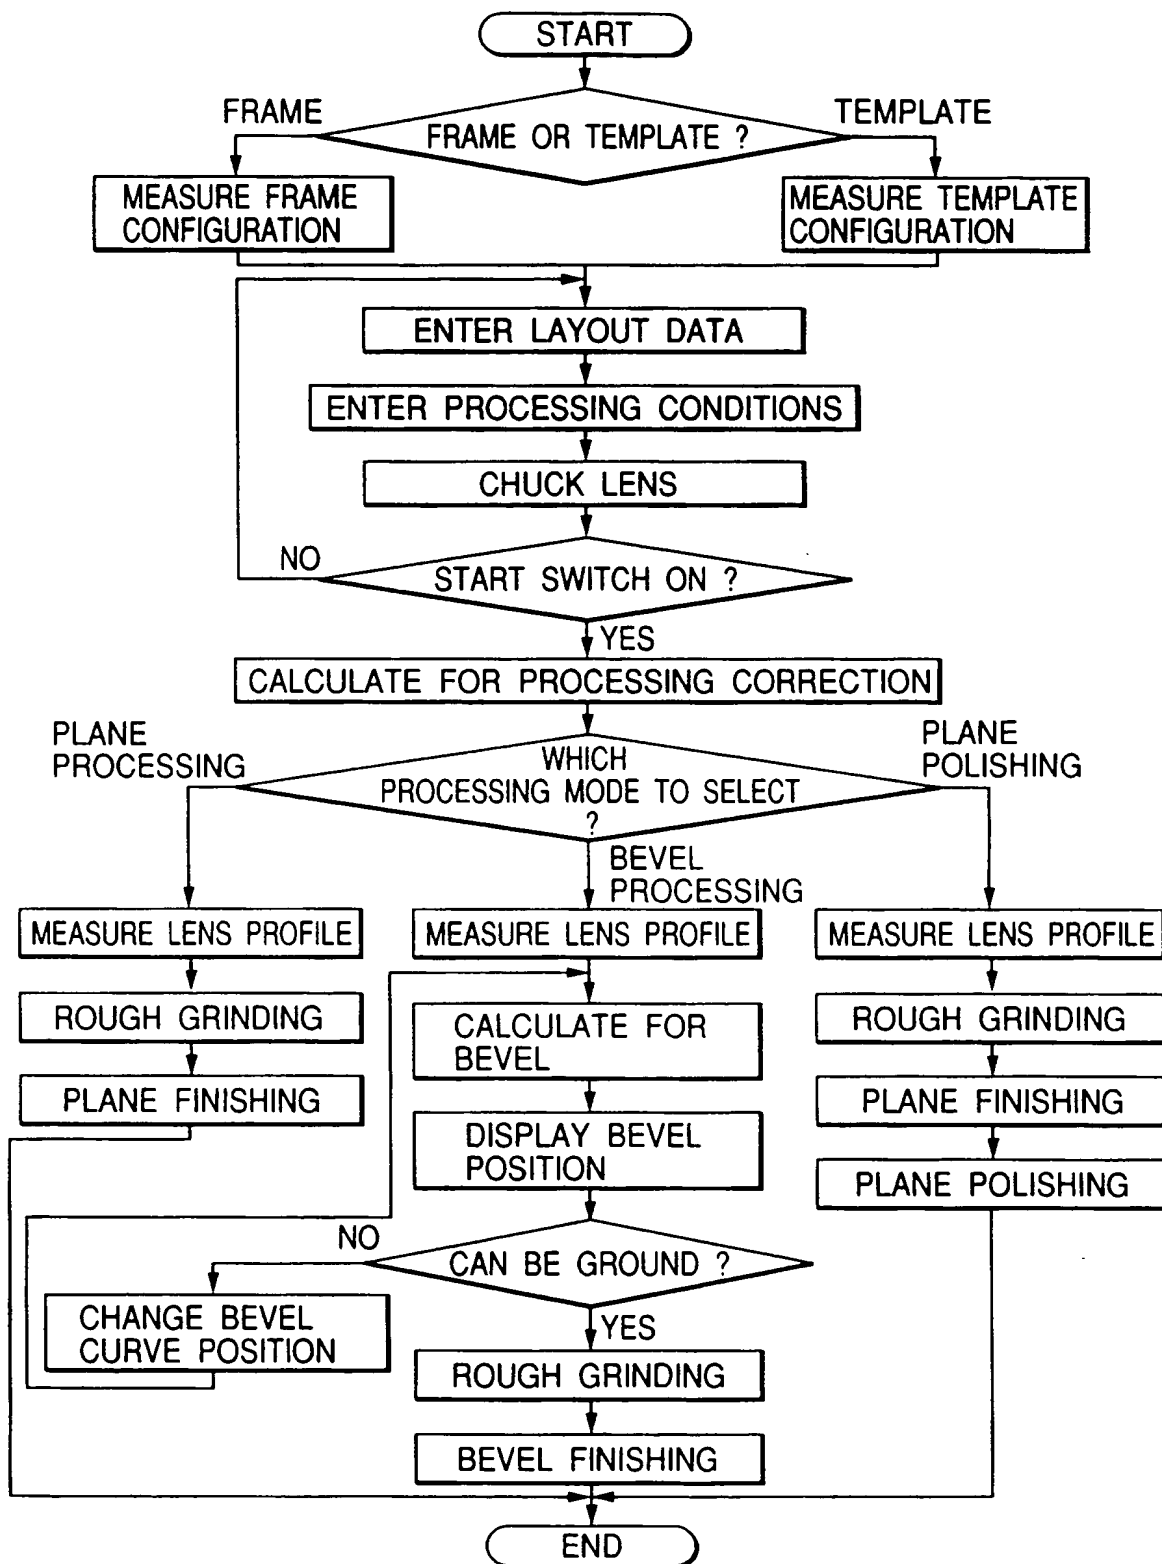 START
FRAME
TEMPLATE
FRAME OR TEMPLATE ?
MEASURE FRAME
CONFIGURATION
MEASURE TEMPLATE
CONFIGURATION
ENTER LAYOUT DATA
ENTER PROCESSING CONDITIONS
CHUCK LENS
NO
START SWITCH ON ?
YES
CALCULATE FOR PROCESSING CORRECTION
PLANE
PROCESSING
WHICH
PROCESSING MODE TO SELECT
?
PLANE
POLISHING
BEVEL
PROCESSING
MEASURE LENS PROFILE
MEASURE LENS PROFILE
MEASURE LENS PROFILE
ROUGH GRINDING
CALCULATE FOR
BEVEL
ROUGH GRINDING
PLANE FINISHING
PLANE FINISHING
DISPLAY BEVEL
POSITION
PLANE POLISHING
NO
CAN BE GROUND ?
CHANGE BEVEL
CURVE POSITION
YES
ROUGH GRINDING
BEVEL FINISHING
END